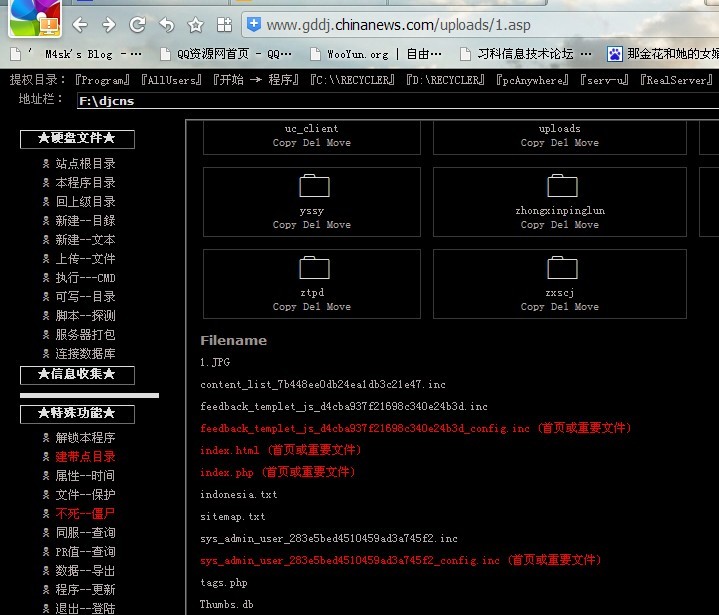 www.gddj.chinanews.com/uploads/1.asp
' M4sk's Blog - ··· QQ资源网首页 - QQ··· WooYun.org | 自由··· 习科信息技术论坛 ··· 那金花和她的女婿
提权目录: 『Program』 『AllUsers』 『开始 → 程序』 『C:\\RECYCLER』 『D:\RECYCLER』 『pcAnywhere』 『serv-u』 『RealServer』
地址栏: F:\djcns
★硬盘文件★
站点根目录
本程序目录
回上级目录
新建--目录
新建--文本
上传--文件
执行---CMD
可写--目录
脚本--探测
服务器打包
连接数据库
★信息收集★
★特殊功能★
解锁本程序
建带点目录
属性--时间
文件--保护
不死--僵尸
同服--查询
PR值--查询
数据--导出
程序--更新
退出--登陆
uc_client uploads
Copy Del Move Copy Del Move
yssy zhongxinpinglun
Copy Del Move Copy Del Move
ztpd zxscj
Copy Del Move Copy Del Move
Filename
1.JPG
content_list_7b448ee0db24ea1db3c21e47.inc
feedback_templet_js_d4cba937f21698c340e24b3d.inc
feedback_templet_js_d4cba937f21698c340e24b3d_config.inc (首页或重要文件)
index.html (首页或重要文件)
index.php (首页或重要文件)
indonesia.txt
sitemap.txt
sys_admin_user_283e5bed4510459ad3a745f2.inc
sys_admin_user_283e5bed4510459ad3a745f2_config.inc (首页或重要文件)
tags.php
Thumbs.db